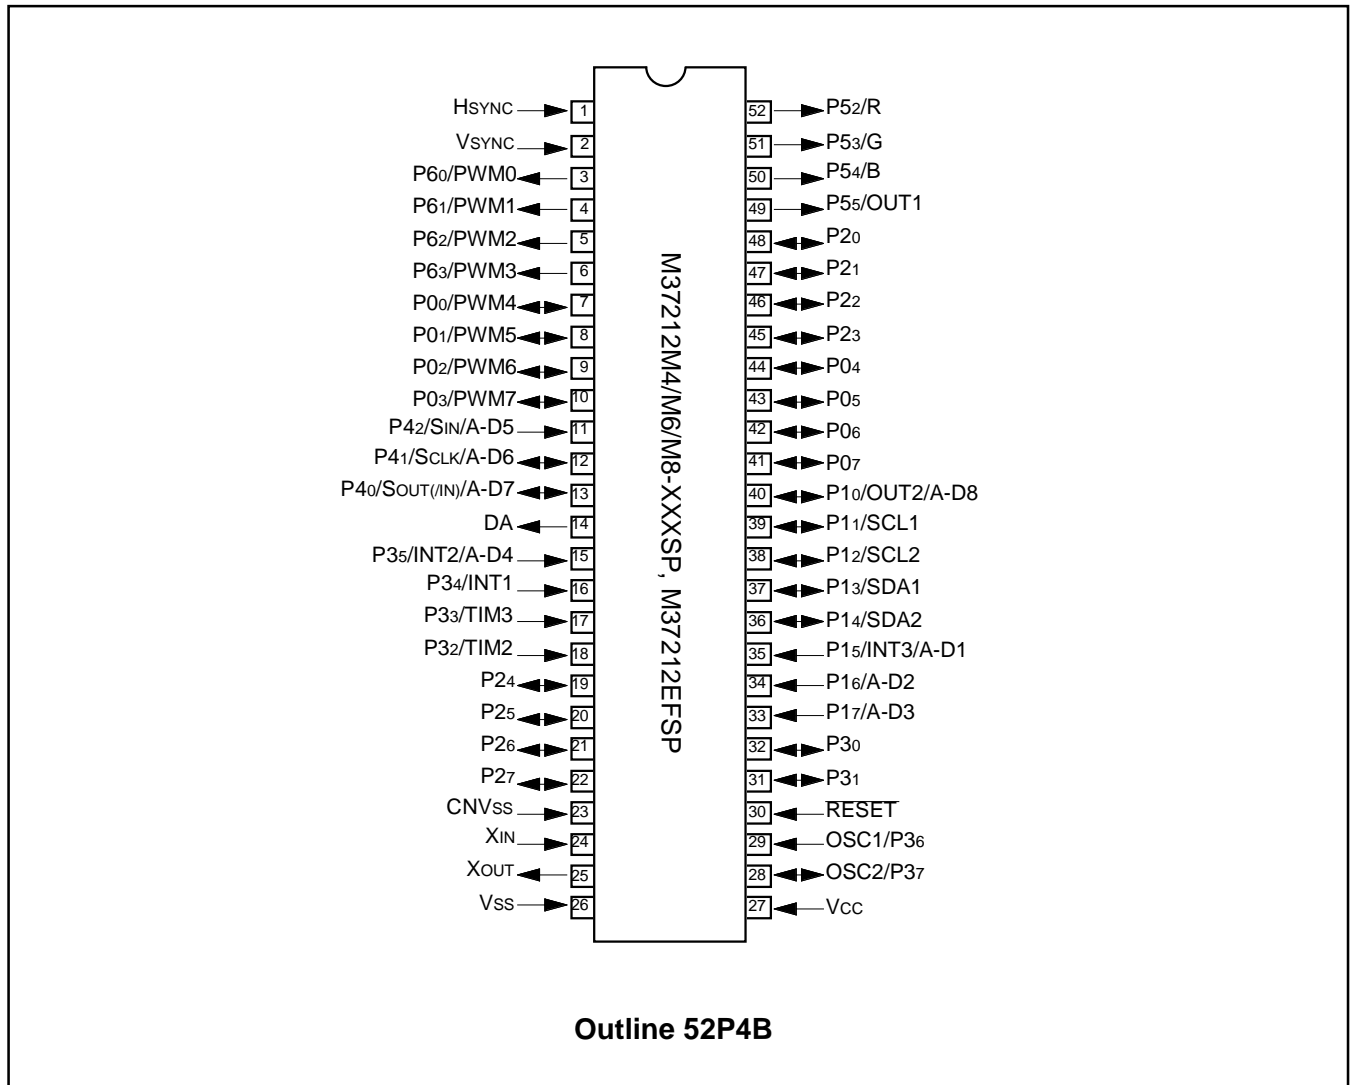 HSYNC 1 52 P52/R
VSYNC 2 51 P53/G
P60/PWM0 3 50 P54/B
P61/PWM1 4 49 P55/OUT1
P62/PWM2 5 48 P20
P63/PWM3 6 47 P21
P00/PWM4 7 46 P22
P01/PWM5 8 45 P23
P02/PWM6 9 44 P04
P03/PWM7 10 43 P05
P42/SIN/A-D5 11 42 P06
P41/SCLK/A-D6 12 41 P07
P40/SOUT(/IN)/A-D7 13 40 P10/OUT2/A-D8
DA 14 39 P11/SCL1
P35/INT2/A-D4 15 38 P12/SCL2
P34/INT1 16 37 P13/SDA1
P33/TIM3 17 36 P14/SDA2
P32/TIM2 18 35 P15/INT3/A-D1
P24 19 34 P16/A-D2
P25 20 33 P17/A-D3
P26 21 32 P30
P27 22 31 P31
CNVSS 23 30 RESET
XIN 24 29 OSC1/P36
XOUT 25 28 OSC2/P37
VSS 26 27 VCC
M37212M4/M6/M8-XXXSP, M37212EFSP
Outline 52P4B